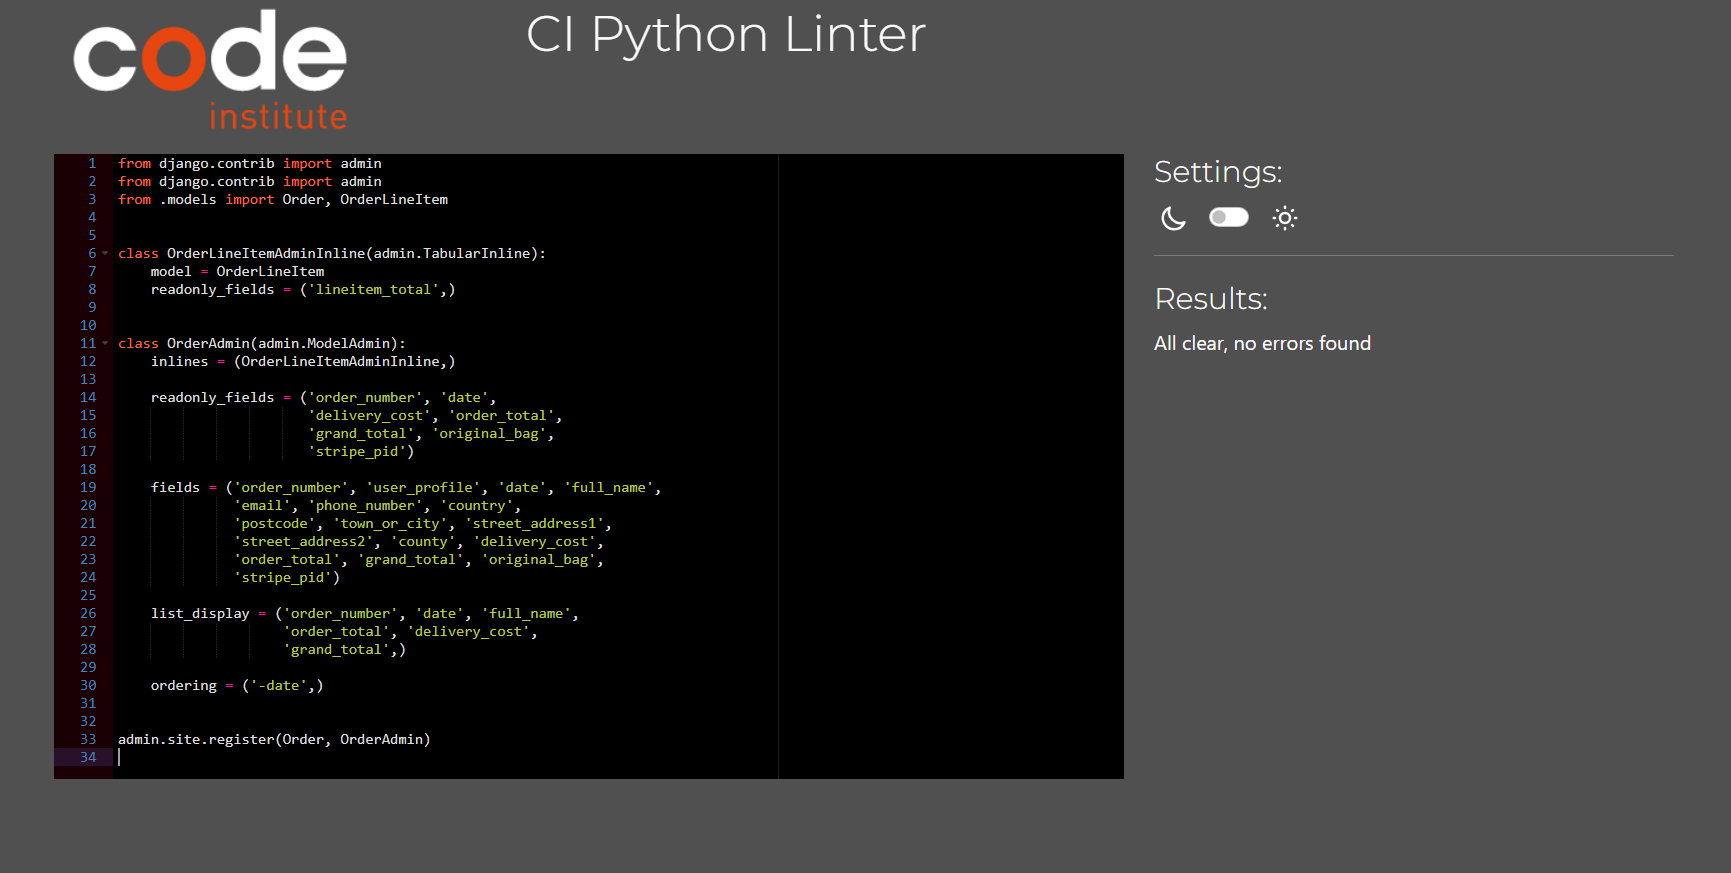 code
institute
CI Python Linter
1 from django.contrib import admin
2 from django.contrib import admin
3 from .models import Order, OrderLineItem
4
5
6 class OrderLineItemAdminInline(admin.TabularInline):
7     model = OrderLineItem
8     readonly_fields = ('lineitem_total',)
9
10
11 class OrderAdmin(admin.ModelAdmin):
12     inlines = (OrderLineItemAdminInline,)
13
14     readonly_fields = ('order_number', 'date',
15                        'delivery_cost', 'order_total',
16                        'grand_total', 'original_bag',
17                        'stripe_pid')
18
19     fields = ('order_number', 'user_profile', 'date', 'full_name',
20               'email', 'phone_number', 'country',
21               'postcode', 'town_or_city', 'street_address1',
22               'street_address2', 'county', 'delivery_cost',
23               'order_total', 'grand_total', 'original_bag',
24               'stripe_pid')
25
26     list_display = ('order_number', 'date', 'full_name',
27                     'order_total', 'delivery_cost',
28                     'grand_total',)
29
30     ordering = ('-date',)
31
32
33 admin.site.register(Order, OrderAdmin)
34
Settings:
Results:
All clear, no errors found